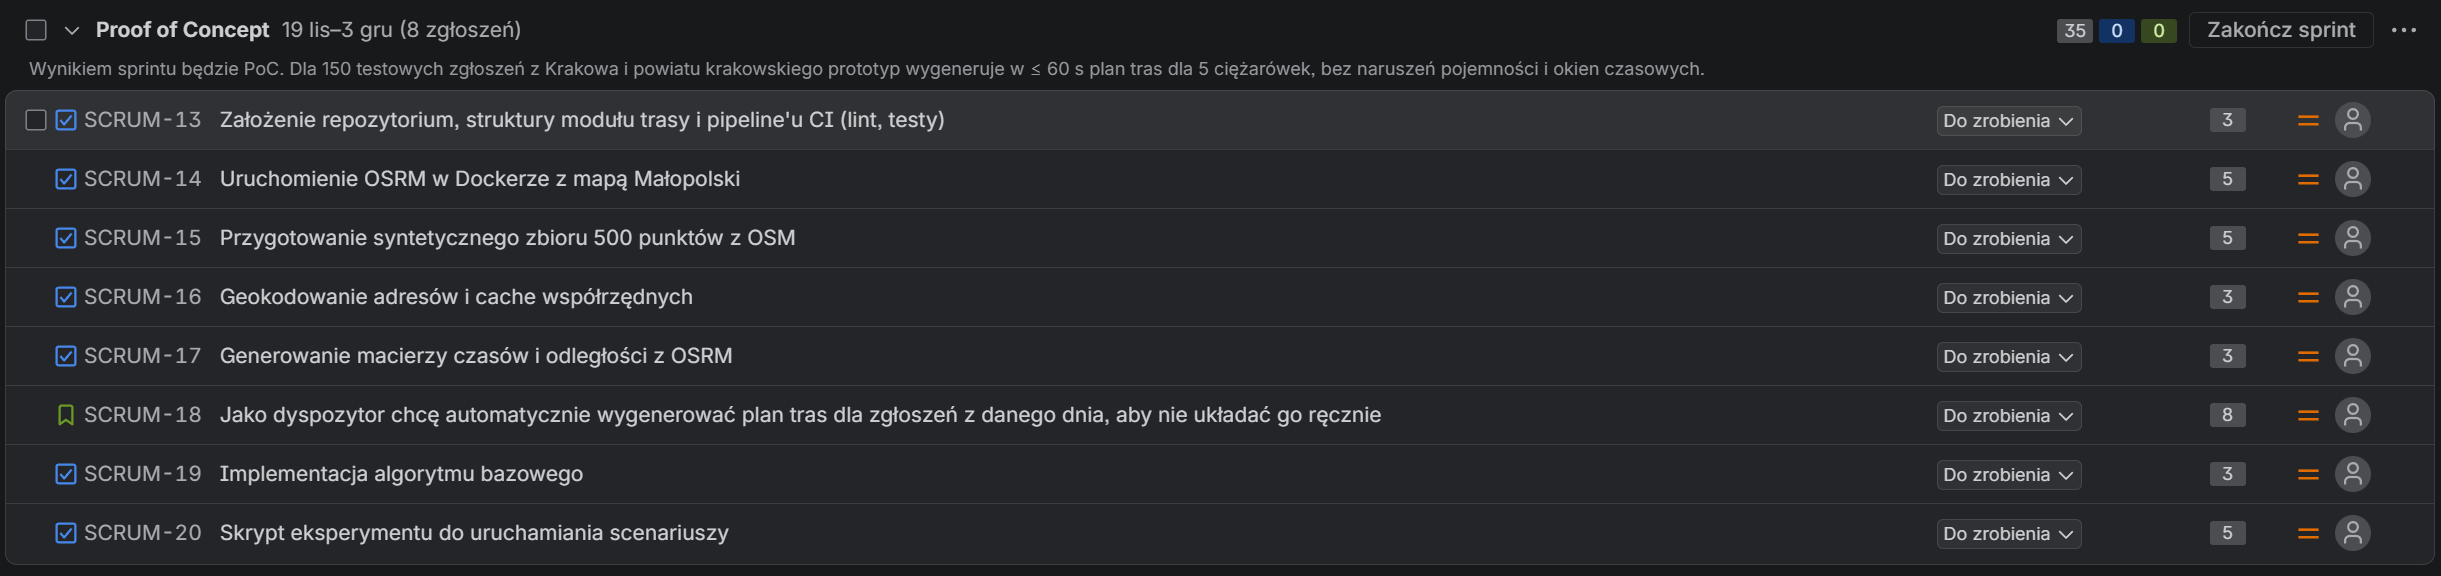 Proof of Concept 19 lis–3 gru (8 zgłoszeń) 35 0 0 Zakończ sprint
Wynikiem sprintu będzie PoC. Dla 150 testowych zgłoszeń z Krakowa i powiatu krakowskiego prototyp wygeneruje w ≤ 60 s plan tras dla 5 ciężarówek, bez naruszeń pojemności i okien czasowych.
SCRUM-13 Założenie repozytorium, struktury modułu trasy i pipeline'u CI (lint, testy) Do zrobienia 3
SCRUM-14 Uruchomienie OSRM w Dockerze z mapą Małopolski Do zrobienia 5
SCRUM-15 Przygotowanie syntetycznego zbioru 500 punktów z OSM Do zrobienia 5
SCRUM-16 Geokodowanie adresów i cache współrzędnych Do zrobienia 3
SCRUM-17 Generowanie macierzy czasów i odległości z OSRM Do zrobienia 3
SCRUM-18 Jako dyspozytor chcę automatycznie wygenerować plan tras dla zgłoszeń z danego dnia, aby nie układać go ręcznie Do zrobienia 8
SCRUM-19 Implementacja algorytmu bazowego Do zrobienia 3
SCRUM-20 Skrypt eksperymentu do uruchamiania scenariuszy Do zrobienia 5